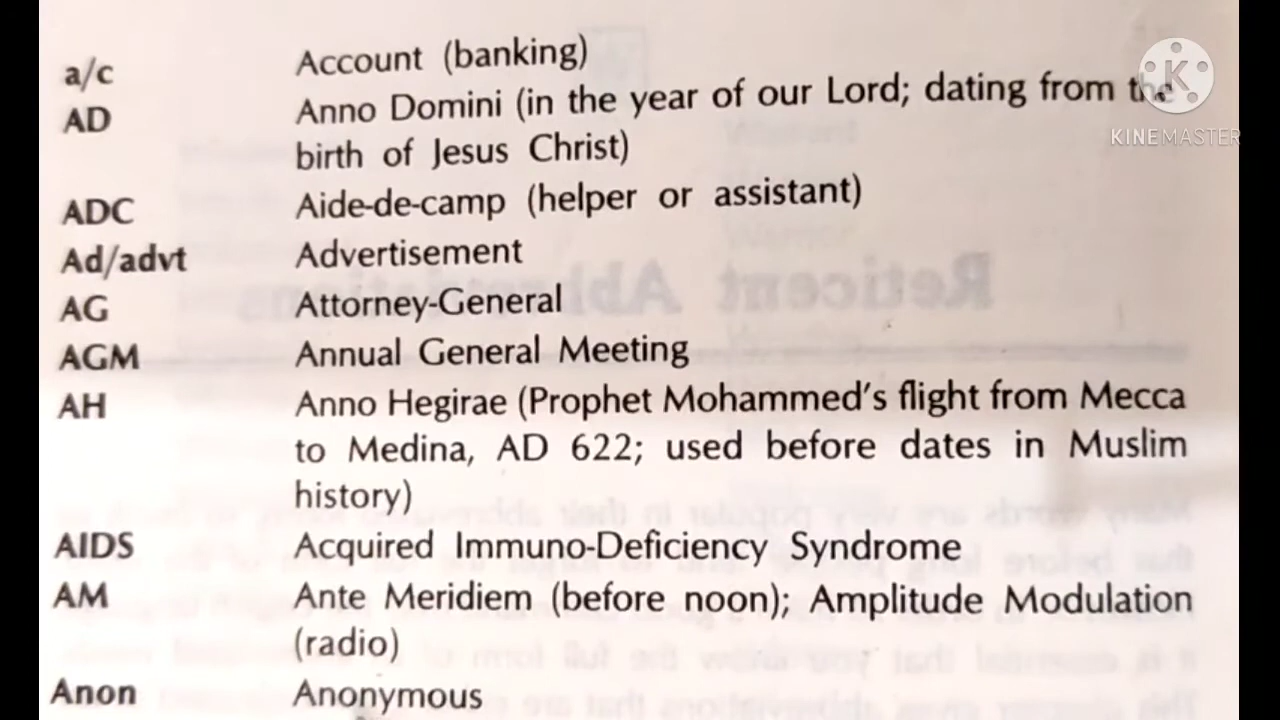 a/c Account (banking)
AD Anno Domini (in the year of our Lord; dating from the
birth of Jesus Christ)
ADC Aide-de-camp (helper or assistant)
Ad/advt Advertisement
AG Attorney-General
AGM Annual General Meeting
AH Anno Hegirae (Prophet Mohammed's flight from Mecca
to Medina, AD 622; used before dates in Muslim
history)
AIDS Acquired Immuno-Deficiency Syndrome
AM Ante Meridiem (before noon); Amplitude Modulation
(radio)
Anon Anonymous
K
KINEMASTER
Reticent Abbreviations